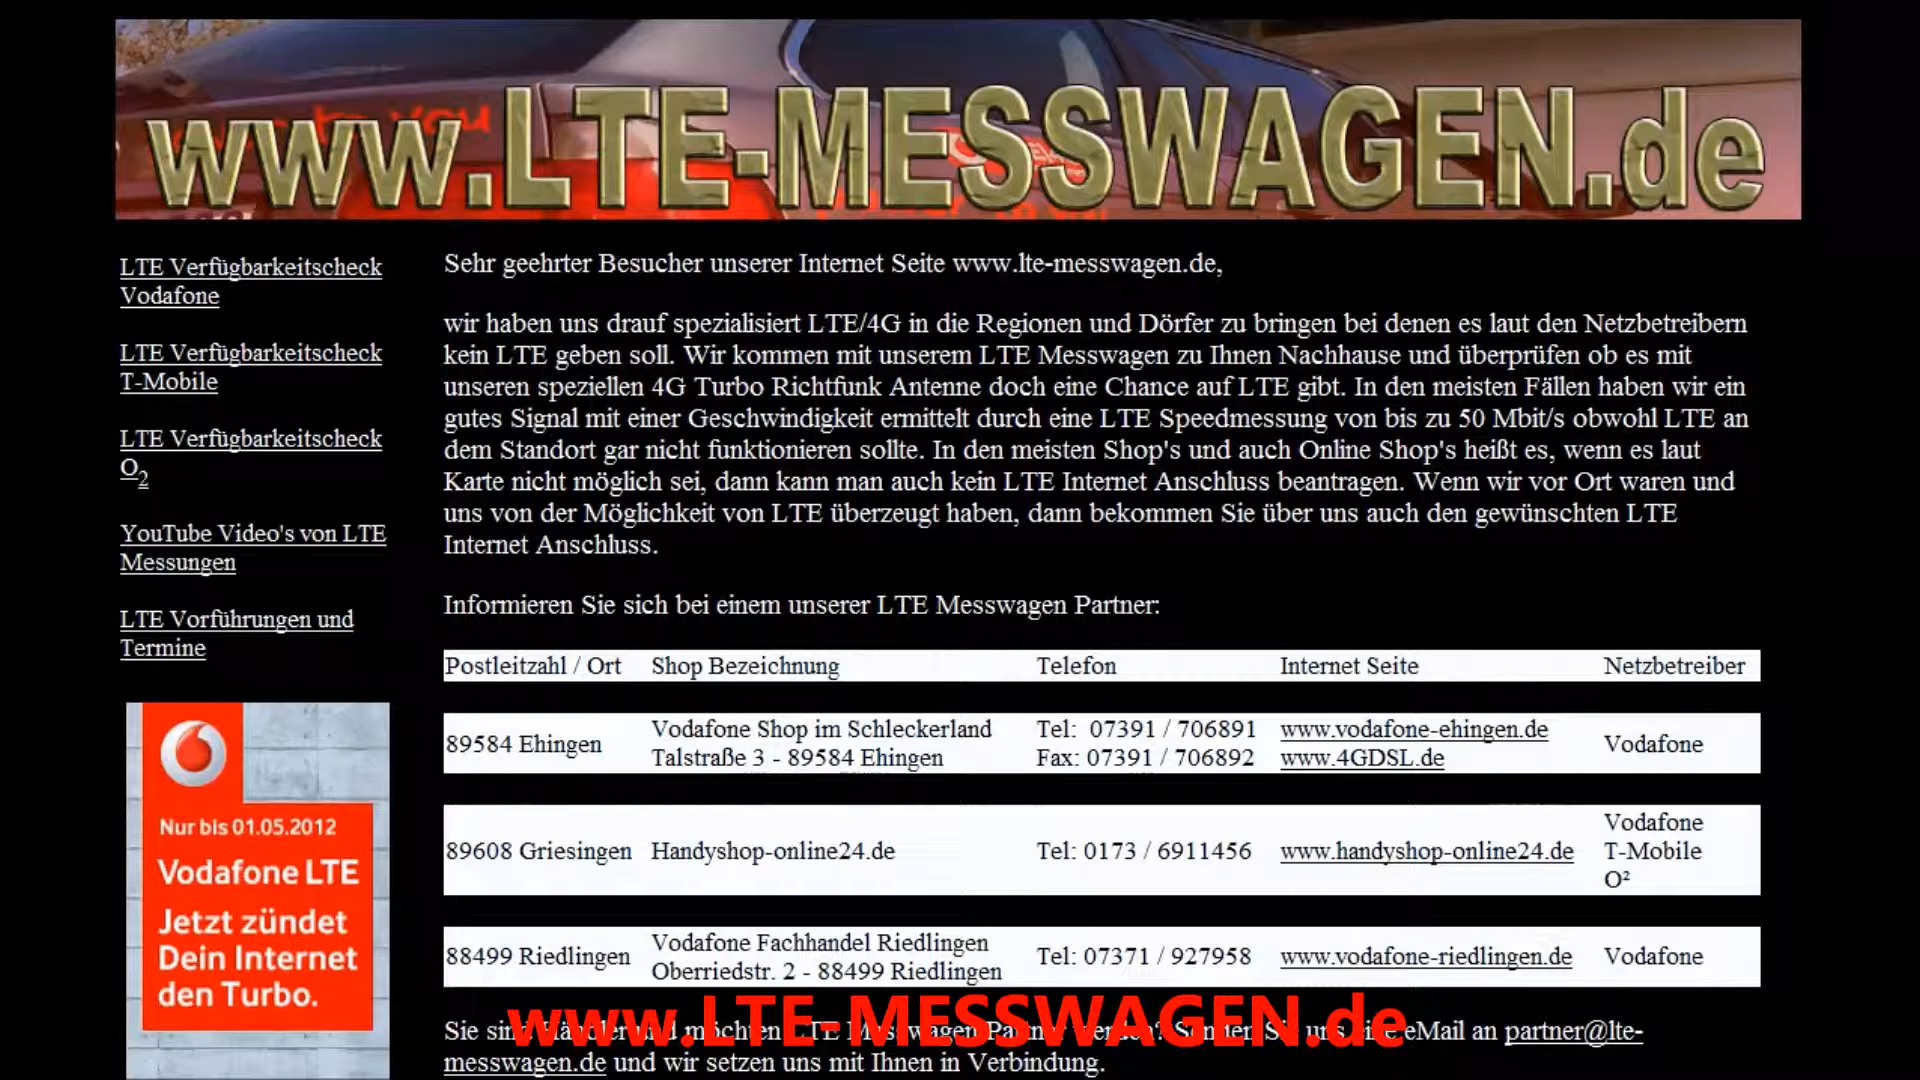 www.LTE-MESSWAGEN.de
LTE Verfügbarkeitscheck
Vodafone
LTE Verfügbarkeitscheck
T-Mobile
LTE Verfügbarkeitscheck
O2
YouTube Video's von LTE
Messungen
LTE Vorführungen und
Termine
Nur bis 01.05.2012
Vodafone LTE
Jetzt zündet
Dein Internet
den Turbo.
Sehr geehrter Besucher unserer Internet Seite www.lte-messwagen.de,
wir haben uns drauf spezialisiert LTE/4G in die Regionen und Dörfer zu bringen bei denen es laut den Netzbetreibern
kein LTE geben soll. Wir kommen mit unserem LTE Messwagen zu Ihnen Nachhause und überprüfen ob es mit
unseren speziellen 4G Turbo Richtfunk Antenne doch eine Chance auf LTE gibt. In den meisten Fällen haben wir ein
gutes Signal mit einer Geschwindigkeit ermittelt durch eine LTE Speedmessung von bis zu 50 Mbit/s obwohl LTE an
dem Standort gar nicht funktionieren sollte. In den meisten Shop's und auch Online Shop's heißt es, wenn es laut
Karte nicht möglich sei, dann kann man auch kein LTE Internet Anschluss beantragen. Wenn wir vor Ort waren und
uns von der Möglichkeit von LTE überzeugt haben, dann bekommen Sie über uns auch den gewünschten LTE
Internet Anschluss.
Informieren Sie sich bei einem unserer LTE Messwagen Partner:
Postleitzahl / Ort Shop Bezeichnung Telefon Internet Seite Netzbetreiber
89584 Ehingen
Vodafone Shop im Schleckerland
Talstraße 3 - 89584 Ehingen
Tel: 07391 / 706891
Fax: 07391 / 706892
www.vodafone-ehingen.de
www.4GDSL.de
Vodafone
89608 Griesingen
Handyshop-online24.de
Tel: 0173 / 6911456
www.handyshop-online24.de
Vodafone
T-Mobile
O²
88499 Riedlingen
Vodafone Fachhandel Riedlingen
Oberriedstr. 2 - 88499 Riedlingen
Tel: 07371 / 927958
www.vodafone-riedlingen.de
Vodafone
Sie sind Händler und möchten LTE Messwagen Partner werden? Senden Sie uns eine eMail an partner@lte-
messwagen.de und wir setzen uns mit Ihnen in Verbindung.
www.LTE-MESSWAGEN.de